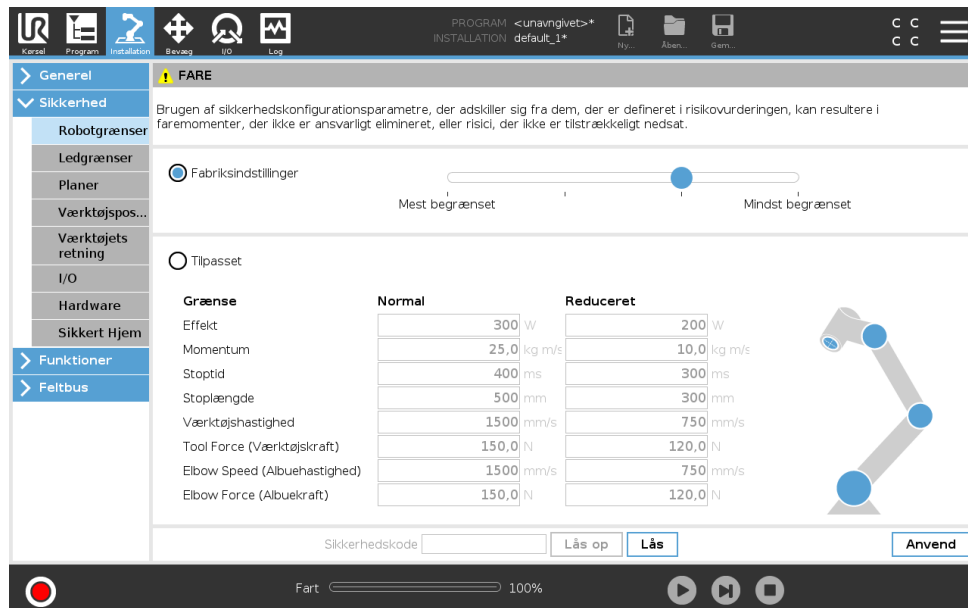 UR
PROGRAM <unavngivet>*
INSTALLATION default_1*
Kørsel Program Installation Bevæg I/O Log Ny... Åben... Gem...
C C
C C
Generel
Sikkerhed
Robotgrænser
Ledgrænser
Planer
Værktøjspos...
Værktøjets
retning
I/O
Hardware
Sikkert Hjem
Funktioner
Feltbus
FARE
Brugen af sikkerhedskonfigurationsparametre, der adskiller sig fra dem, der er defineret i risikovurderingen, kan resultere i
faremomenter, der ikke er ansvarligt elimineret, eller risici, der ikke er tilstrækkeligt nedsat.
Fabriksindstillinger
Mest begrænset Mindst begrænset
Tilpasset
Grænse Normal Reduceret
Effekt 300 W 200 W
Momentum 25,0 kg m/s 10,0 kg m/s
Stoptid 400 ms 300 ms
Stoplængde 500 mm 300 mm
Værktøjshastighed 1500 mm/s 750 mm/s
Tool Force (Værktøjskraft) 150,0 N 120,0 N
Elbow Speed (Albuehastighed) 1500 mm/s 750 mm/s
Elbow Force (Albuekraft) 150,0 N 120,0 N
Sikkerhedskode Lås op Lås Anvend
Fart 100%